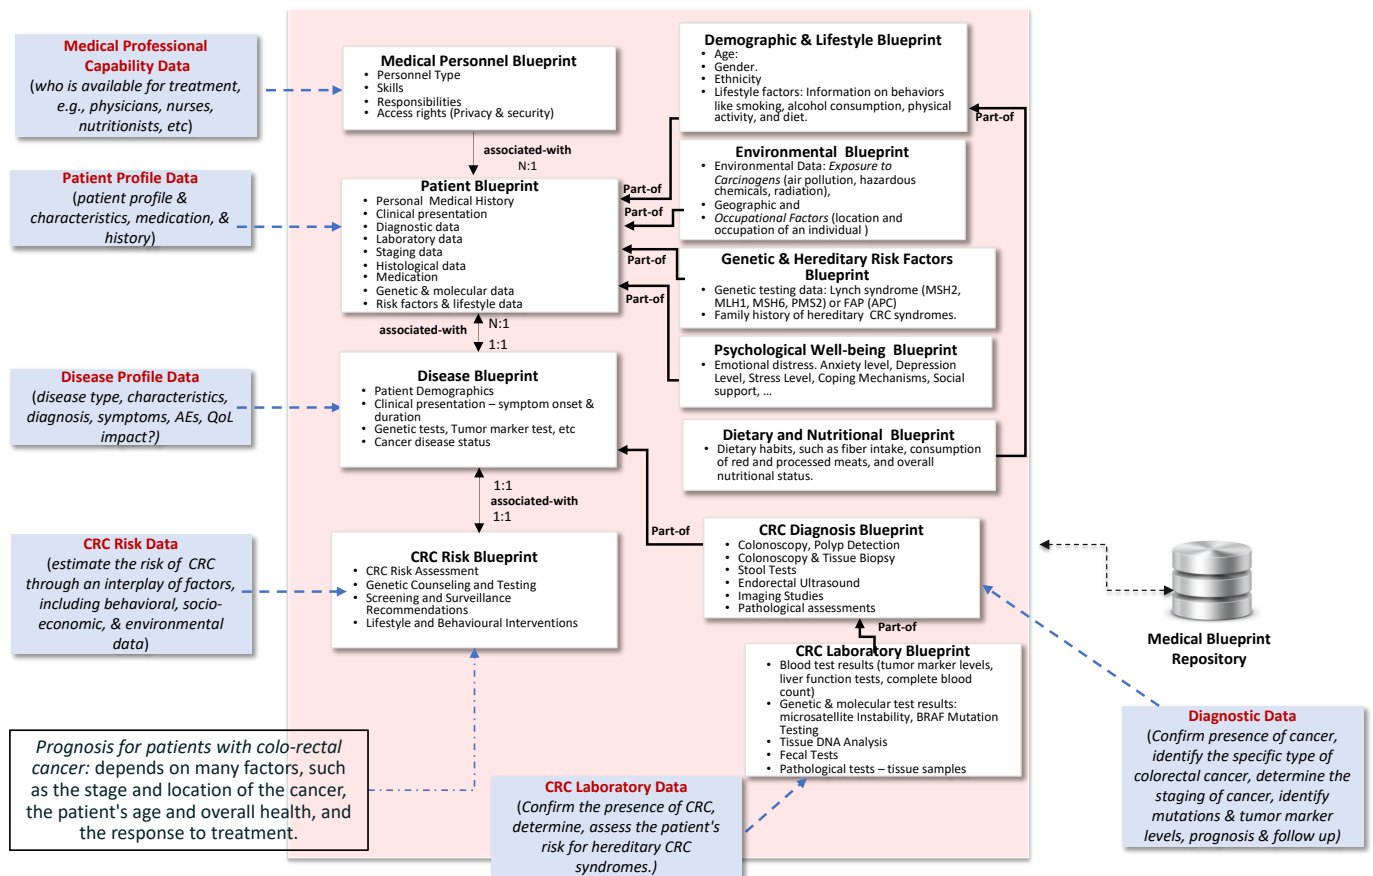 Medical Professional
Capability Data
(who is available for treatment,
e.g., physicians, nurses,
nutritionists, etc)
Patient Profile Data
(patient profile &
characteristics, medication, &
history)
Disease Profile Data
(disease type, characteristics,
diagnosis, symptoms, AEs, QoL
impact?)
CRC Risk Data
(estimate the risk of CRC
through an interplay of factors,
including behavioral, socio-
economic, & environmental
data)
Prognosis for patients with colo-rectal
cancer: depends on many factors, such
as the stage and location of the cancer,
the patient's age and overall health, and
the response to treatment.
Medical Personnel Blueprint
• Personnel Type
• Skills
• Responsibilities
• Access rights (Privacy & security)
associated-with
N:1
Patient Blueprint
• Personal Medical History
• Clinical presentation
• Diagnostic data
• Laboratory data
• Staging data
• Histological data
• Medication
• Genetic & molecular data
• Risk factors & lifestyle data
associated-with
N:1
1:1
Disease Blueprint
• Patient Demographics
• Clinical presentation – symptom onset &
duration
• Genetic tests, Tumor marker test, etc
• Cancer disease status
1:1
associated-with
1:1
CRC Risk Blueprint
• CRC Risk Assessment
• Genetic Counseling and Testing
• Screening and Surveillance
Recommendations
• Lifestyle and Behavioural Interventions
Demographic & Lifestyle Blueprint
• Age:
• Gender.
• Ethnicity
• Lifestyle factors: Information on behaviors
like smoking, alcohol consumption, physical
activity, and diet.
Part-of
Environmental Blueprint
• Environmental Data: Exposure to
Carcinogens (air pollution, hazardous
chemicals, radiation),
• Geographic and
• Occupational Factors (location and
occupation of an individual )
Part-of
Part-of
Part-of
Part-of
Genetic & Hereditary Risk Factors
Blueprint
• Genetic testing data: Lynch syndrome (MSH2,
MLH1, MSH6, PMS2) or FAP (APC)
• Family history of hereditary CRC syndromes.
Psychological Well-being Blueprint
• Emotional distress. Anxiety level, Depression
Level, Stress Level, Coping Mechanisms, Social
support, ...
Dietary and Nutritional Blueprint
• Dietary habits, such as fiber intake, consumption
of red and processed meats, and overall
nutritional status.
Part-of
CRC Diagnosis Blueprint
• Colonoscopy, Polyp Detection
• Colonoscopy & Tissue Biopsy
• Stool Tests
• Endorectal Ultrasound
• Imaging Studies
• Pathological assessments
Part-of
CRC Laboratory Blueprint
• Blood test results (tumor marker levels,
liver function tests, complete blood
count)
• Genetic & molecular test results:
microsatellite Instability, BRAF Mutation
Testing
• Tissue DNA Analysis
• Fecal Tests
• Pathological tests – tissue samples
CRC Laboratory Data
(Confirm the presence of CRC,
determine, assess the patient's
risk for hereditary CRC
syndromes.)
Medical Blueprint
Repository
Diagnostic Data
(Confirm presence of cancer,
identify the specific type of
colorectal cancer, determine the
staging of cancer, identify
mutations & tumor marker
levels, prognosis & follow up)